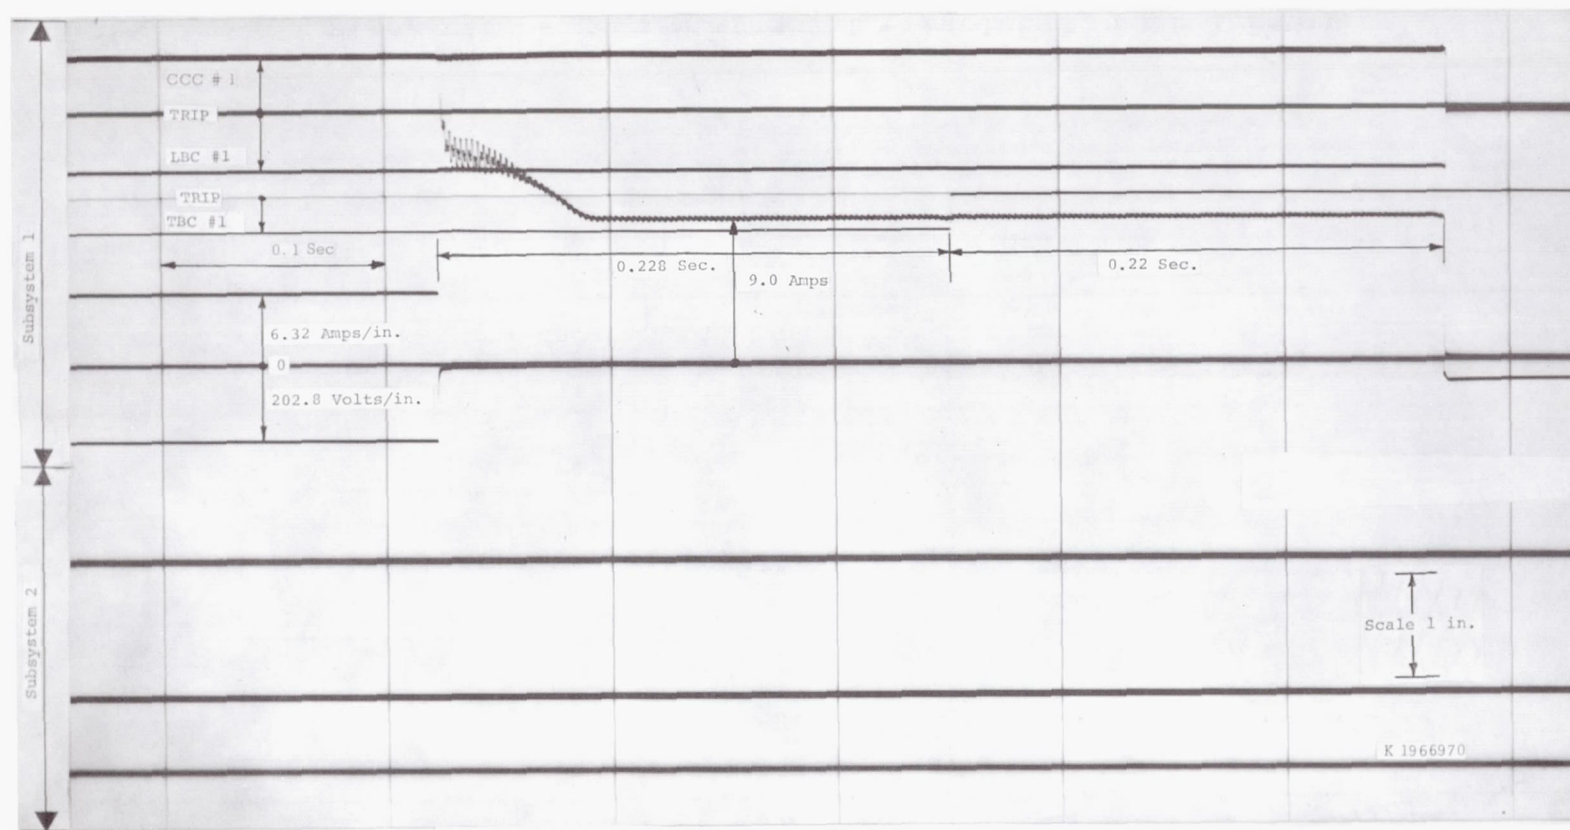 CCC # 1
TRIP
LBC #1
TRIP
TBC #1
0.1 Sec
0.228 Sec.
0.22 Sec.
9.0 Amps
6.32 Amps/in.
0
202.8 Volts/in.
Subsystem 1
Subsystem 2
Scale 1 in.
K 1966970